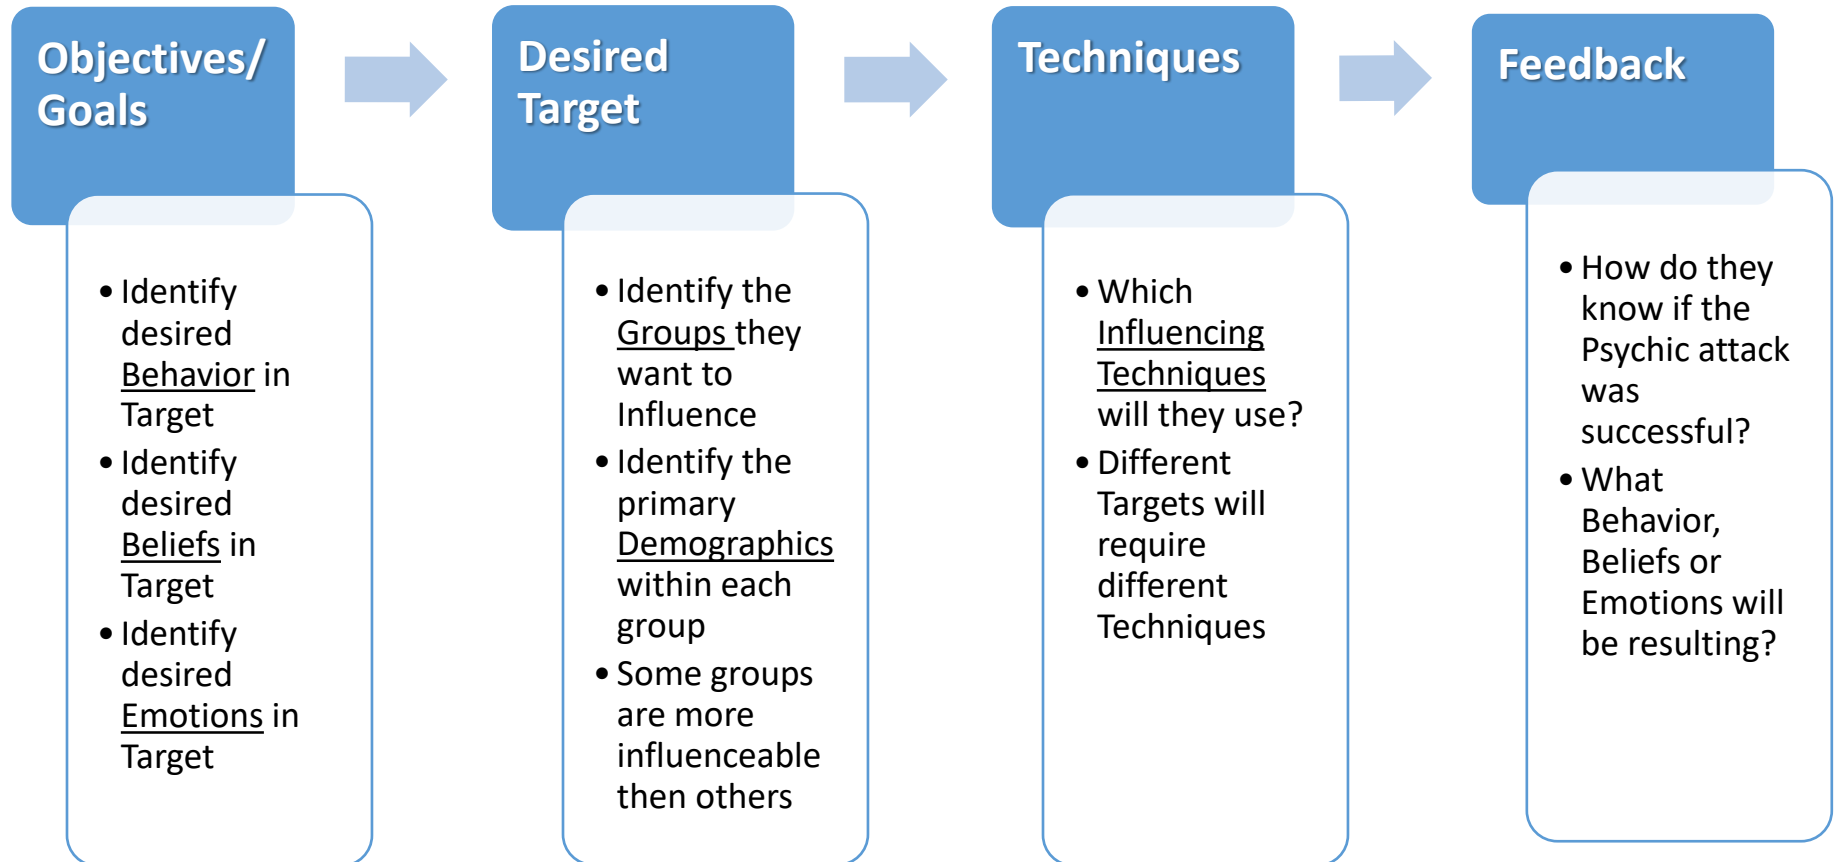 Objectives/
Goals
• Identify
desired
Behavior in
Target
• Identify
desired
Beliefs in
Target
• Identify
desired
Emotions in
Target
Desired
Target
• Identify the
Groups they
want to
Influence
• Identify the
primary
Demographics
within each
group
• Some groups
are more
influenceable
then others
Techniques
• Which
Influencing
Techniques
will they use?
• Different
Targets will
require
different
Techniques
Feedback
• How do they
know if the
Psychic attack
was
successful?
• What
Behavior,
Beliefs or
Emotions will
be resulting?